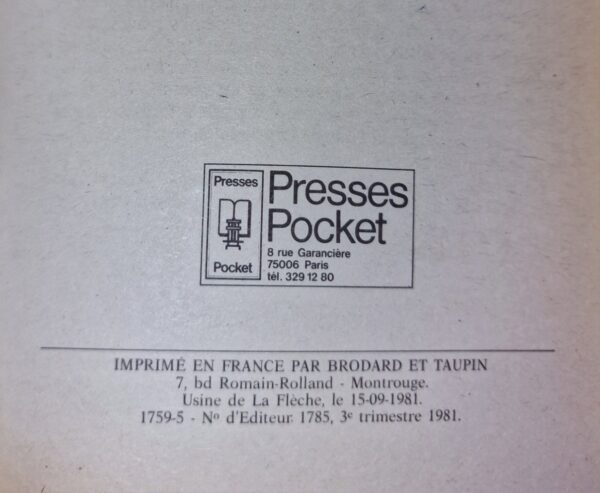 Presses
Pocket
Presses
Pocket
8 rue Garancière
75006 Paris
tél. 329 12 80
IMPRIMÉ EN FRANCE PAR BRODARD ET TAUPIN
7, bd Romain-Rolland - Montrouge.
Usine de La Flèche, le 15-09-1981.
1759-5 - Nº d'Editeur 1785, 3e trimestre 1981.